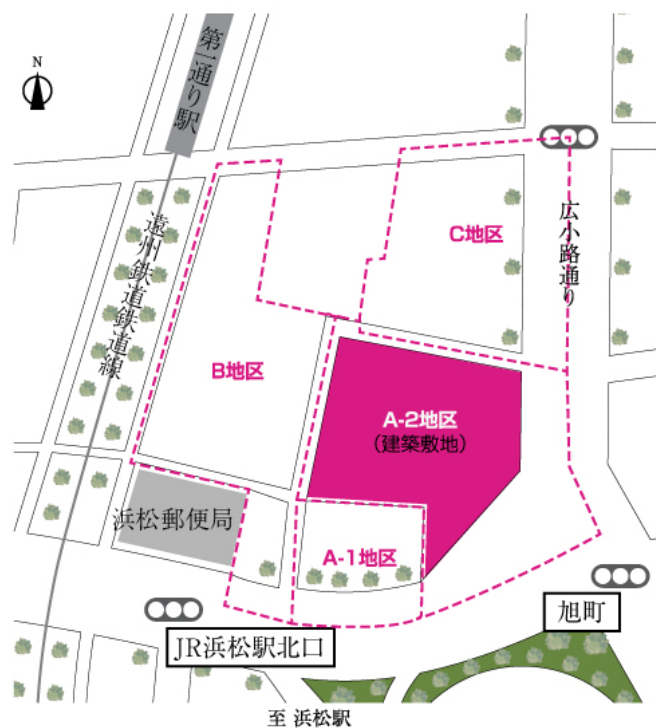 N
第一通り駅
遠州鉄道鉄道線
広小路通り
C地区
B地区
A-2地区
(建築敷地)
浜松郵便局
A-1地区
旭町
JR浜松駅北口
至 浜松駅